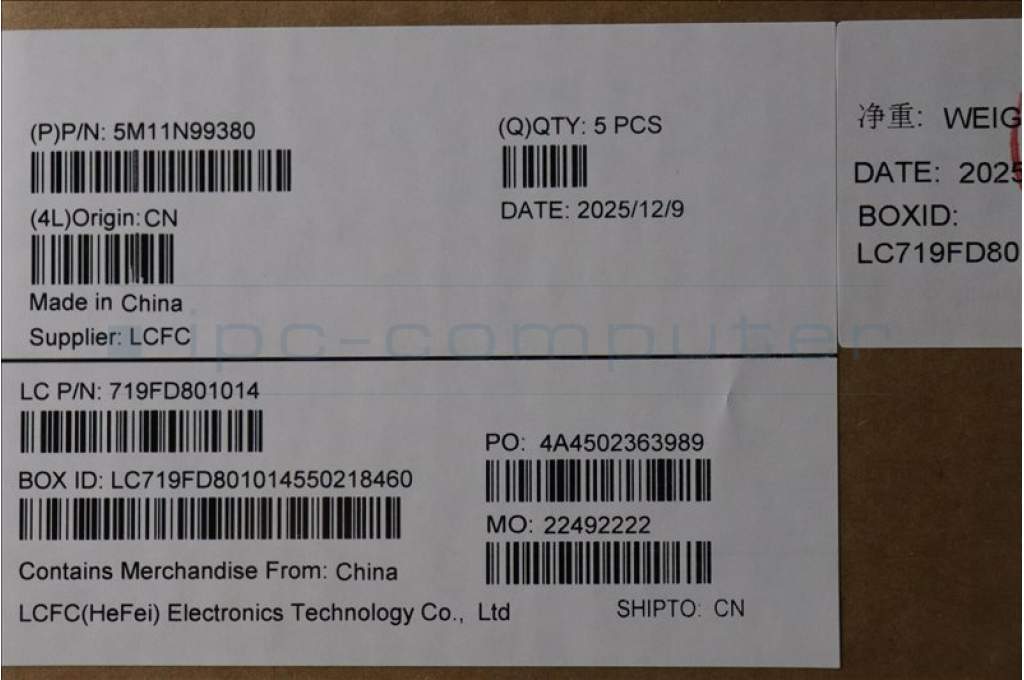 (P)P/N: 5M11N99380
(Q)QTY: 5 PCS
DATE: 2025/12/9
(4L)Origin: CN
Made in China
Supplier: LCFC
ipc-computer
LC P/N: 719FD801014
BOX ID: LC719FD801014550218460
PO: 4A4502363989
MO: 22492222
Contains Merchandise From: China
LCFC(HeFei) Electronics Technology Co., Ltd
SHIPTO: CN
净重: WEIG
DATE: 2025
BOXID:
LC719FD80